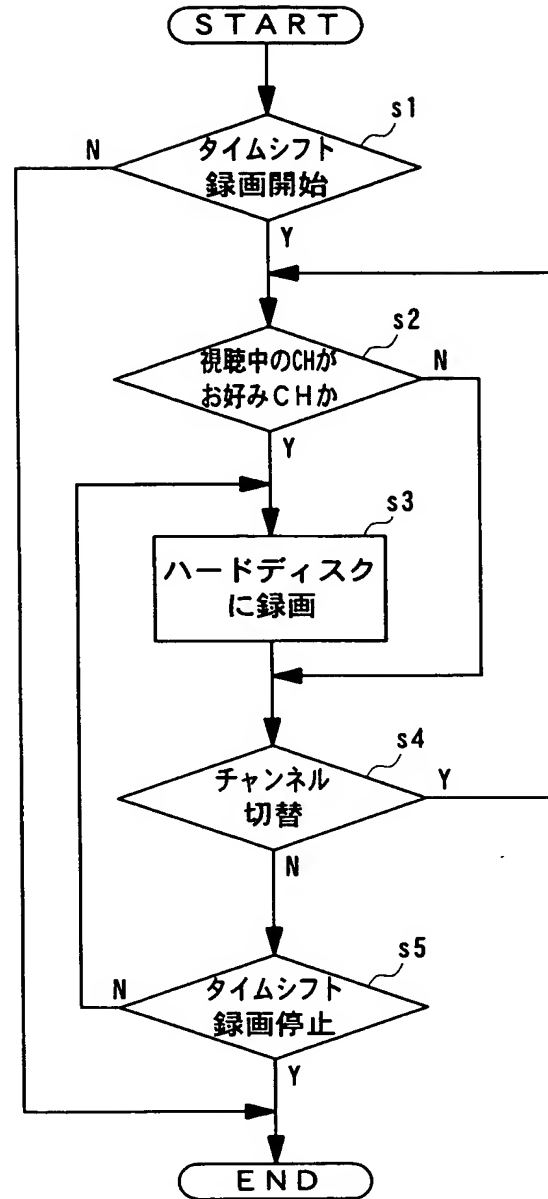 START
s1
N
タイムシフト
録画開始
Y
s2
視聴中のCHが
お好みCHか
N
Y
s3
ハードディスク
に録画
s4
チャンネル
切替
Y
N
s5
N
タイムシフト
録画停止
Y
END